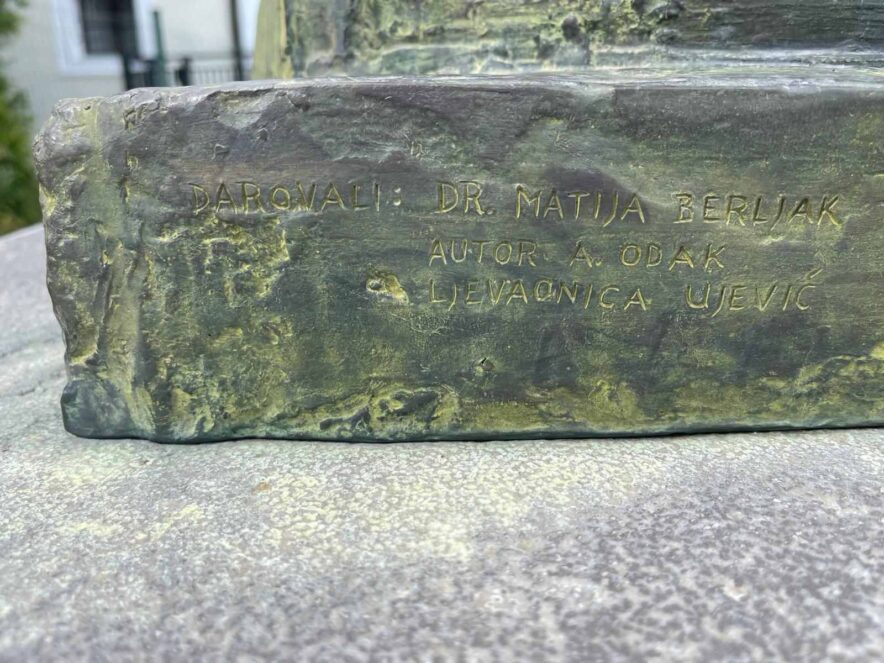 DAROVALI: DR. MATIJA BERLJAK
AUTOR A. ODAK
LJEVAONICA UJEVIĆ